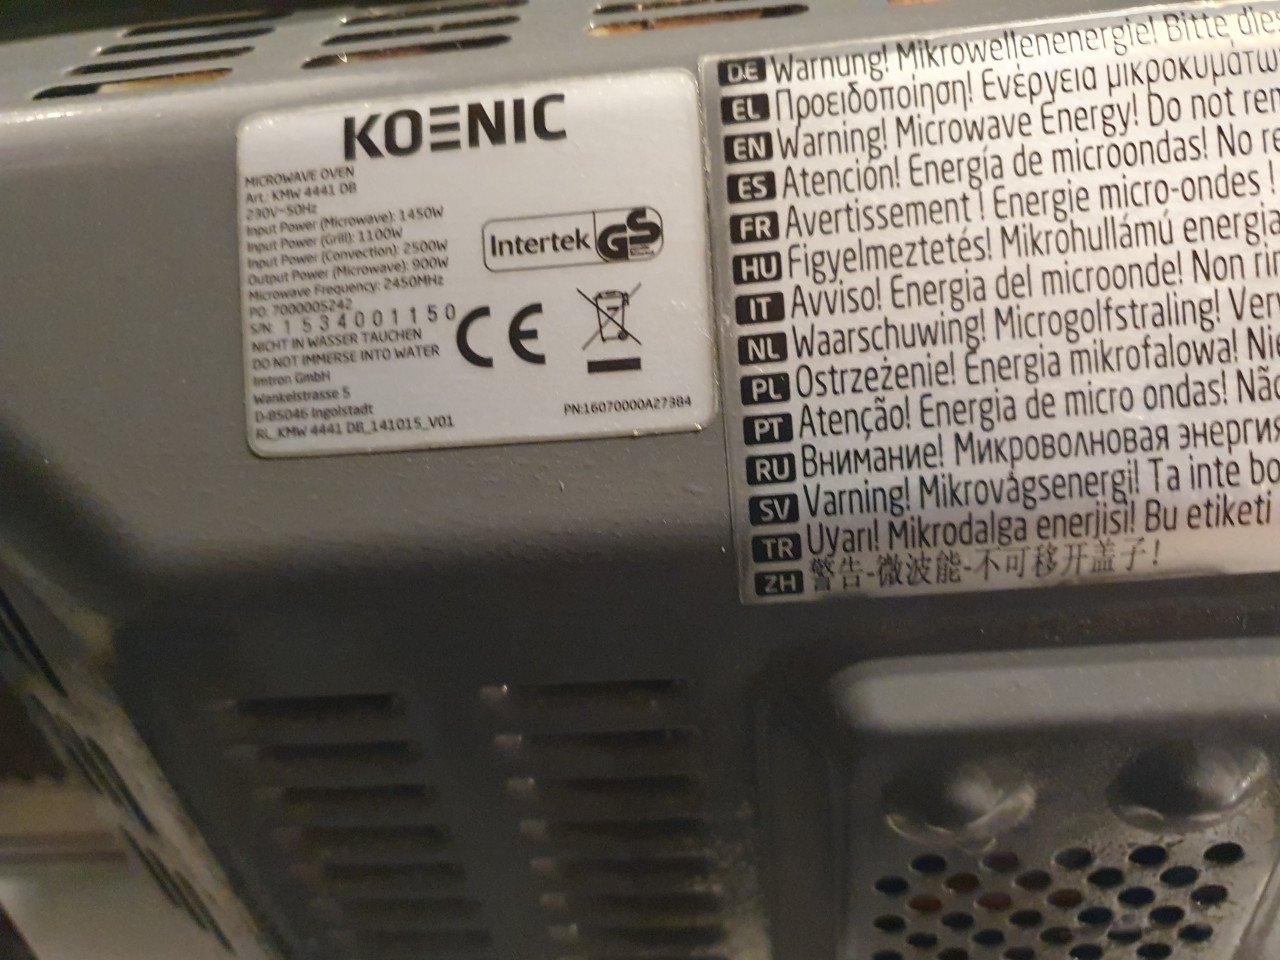 KOENIC
MICROWAVE OVEN
Art.: KMW 4441 DB
230V~50Hz
Input Power (Microwave): 1450W
Input Power (Grill): 1100W
Input Power (Convection): 2500W
Output Power (Microwave): 900W
Microwave Frequency: 2450MHz
PO: 7000005242
S/N: 1534001150
NICHT IN WASSER TAUCHEN
DO NOT IMMERSE INTO WATER
Imtron GmbH
Wankelstrasse 5
D-85046 Ingolstadt
RL_KMW 4441 DB_141015_V01
Intertek GS
CE
PN:16070000A27384
DE Warnung! Mikrowellenenergie! Bitte die
EL Προειδοποίηση! Ενέργεια μικροκυμάτω
EN Warning! Microwave Energy! Do not rem
ES Atención! Energía de microondas! No re
FR Avertissement ! Energie micro-ondes !
HU Figyelmeztetés! Mikrohullámú energia
IT Avviso! Energia del microonde! Non rim
NL Waarschuwing! Microgolfstraling! Ver
PL Ostrzeżenie! Energia mikrofalowa! Nie
PT Atenção! Energia de micro ondas! Não
RU Внимание! Микроволновая энергия
SV Varning! Mikrovågsenergi! Ta inte bo
TR Uyarı! Mikrodalga enerjisi! Bu etiketi
ZH 警告-微波能-不可移开盖子!